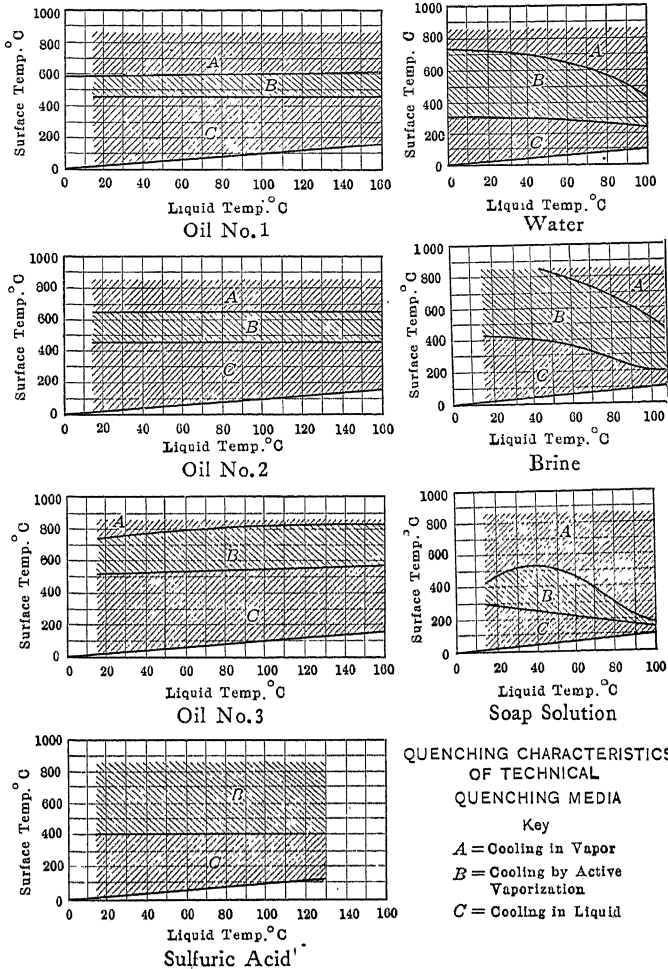 1000
800
600
400
200
0
Surface Temp. °C
A
B
C
0 20 40 60 80 100 120 140 160
Liquid Temp. °C
Oil No.1
1000
800
600
400
200
0
Surface Temp. °C
A
B
C
0 20 40 60 80 100
Liquid Temp. °C
Water
1000
800
600
400
200
0
Surface Temp. °C
A
B
C
0 20 40 60 80 100 120 140 160
Liquid Temp. °C
Oil No.2
1000
800
600
400
200
0
Surface Temp. °C
A
B
C
0 20 40 60 80 100
Liquid Temp. °C
Brine
1000
800
600
400
200
0
Surface Temp. °C
A
B
C
0 20 40 60 80 100 120 140 160
Liquid Temp. °C
Oil No.3
1000
800
600
400
200
0
Surface Temp. °C
A
B
C
0 20 40 60 80 100
Liquid Temp. °C
Soap Solution
1000
800
600
400
200
0
Surface Temp. °C
B
C
0 20 40 60 80 100 120 140 160
Liquid Temp. °C
Sulfuric Acid
QUENCHING CHARACTERISTICS
OF TECHNICAL
QUENCHING MEDIA
Key
A = Cooling in Vapor
B = Cooling by Active
Vaporization
C = Cooling in Liquid